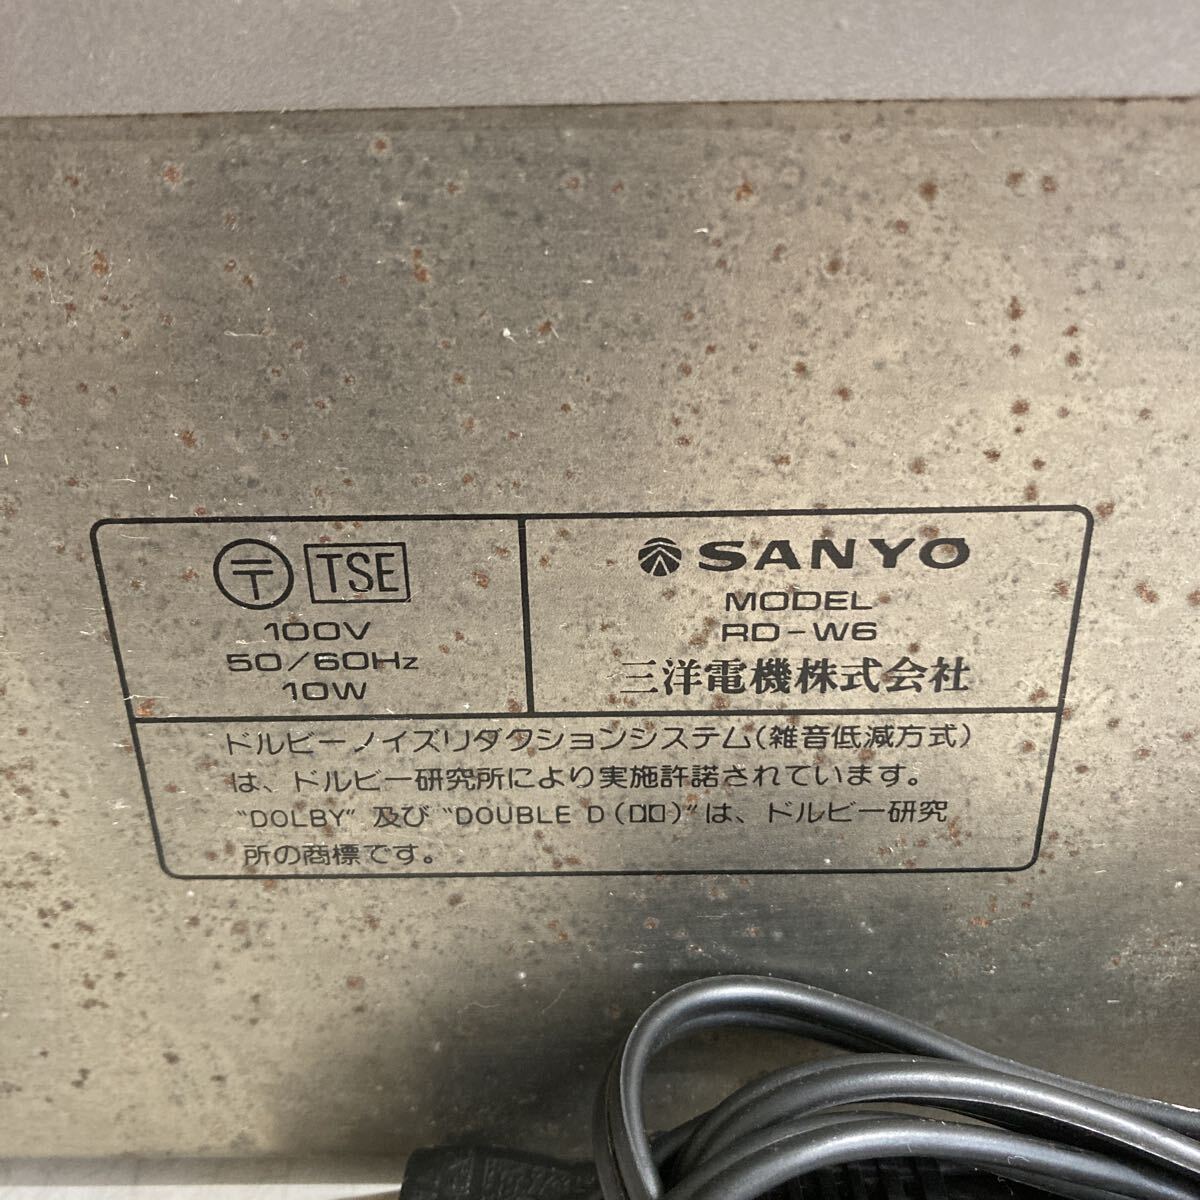 〒 TSE
100V
50/60Hz
10W
SANYO
MODEL
RD-W6
三洋電機株式会社
ドルビーノイズリダクションシステム(雑音低減方式)
は、ドルビー研究所により実施許諾されています。
"DOLBY" 及び "DOUBLE D (ロロ)" は、ドルビー研究
所の商標です。